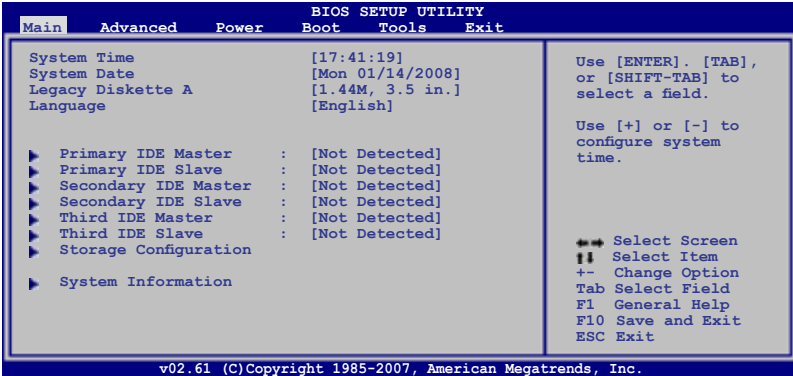 BIOS SETUP UTILITY
Main Advanced Power Boot Tools Exit
System Time [17:41:19]
System Date [Mon 01/14/2008]
Legacy Diskette A [1.44M, 3.5 in.]
Language [English]
Primary IDE Master : [Not Detected]
Primary IDE Slave : [Not Detected]
Secondary IDE Master : [Not Detected]
Secondary IDE Slave : [Not Detected]
Third IDE Master : [Not Detected]
Third IDE Slave : [Not Detected]
Storage Configuration
System Information
Use [ENTER]. [TAB],
or [SHIFT-TAB] to
select a field.
Use [+] or [-] to
configure system
time.
Select Screen
Select Item
+- Change Option
Tab Select Field
F1 General Help
F10 Save and Exit
ESC Exit
v02.61 (C)Copyright 1985-2007, American Megatrends, Inc.